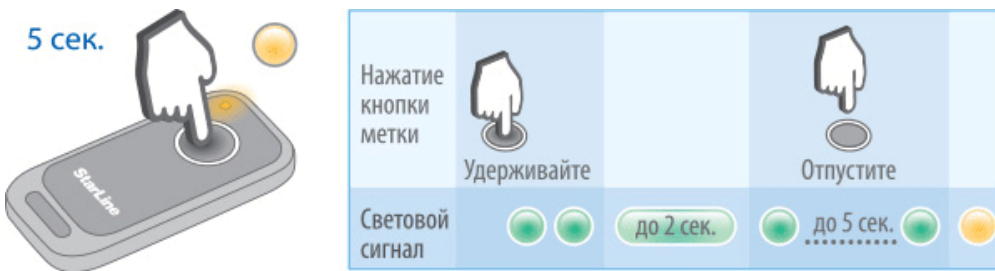 5 сек.
StarLine
Нажатие
кнопки
метки
Удерживайте
Отпустите
Световой
сигнал
до 2 сек.
до 5 сек.